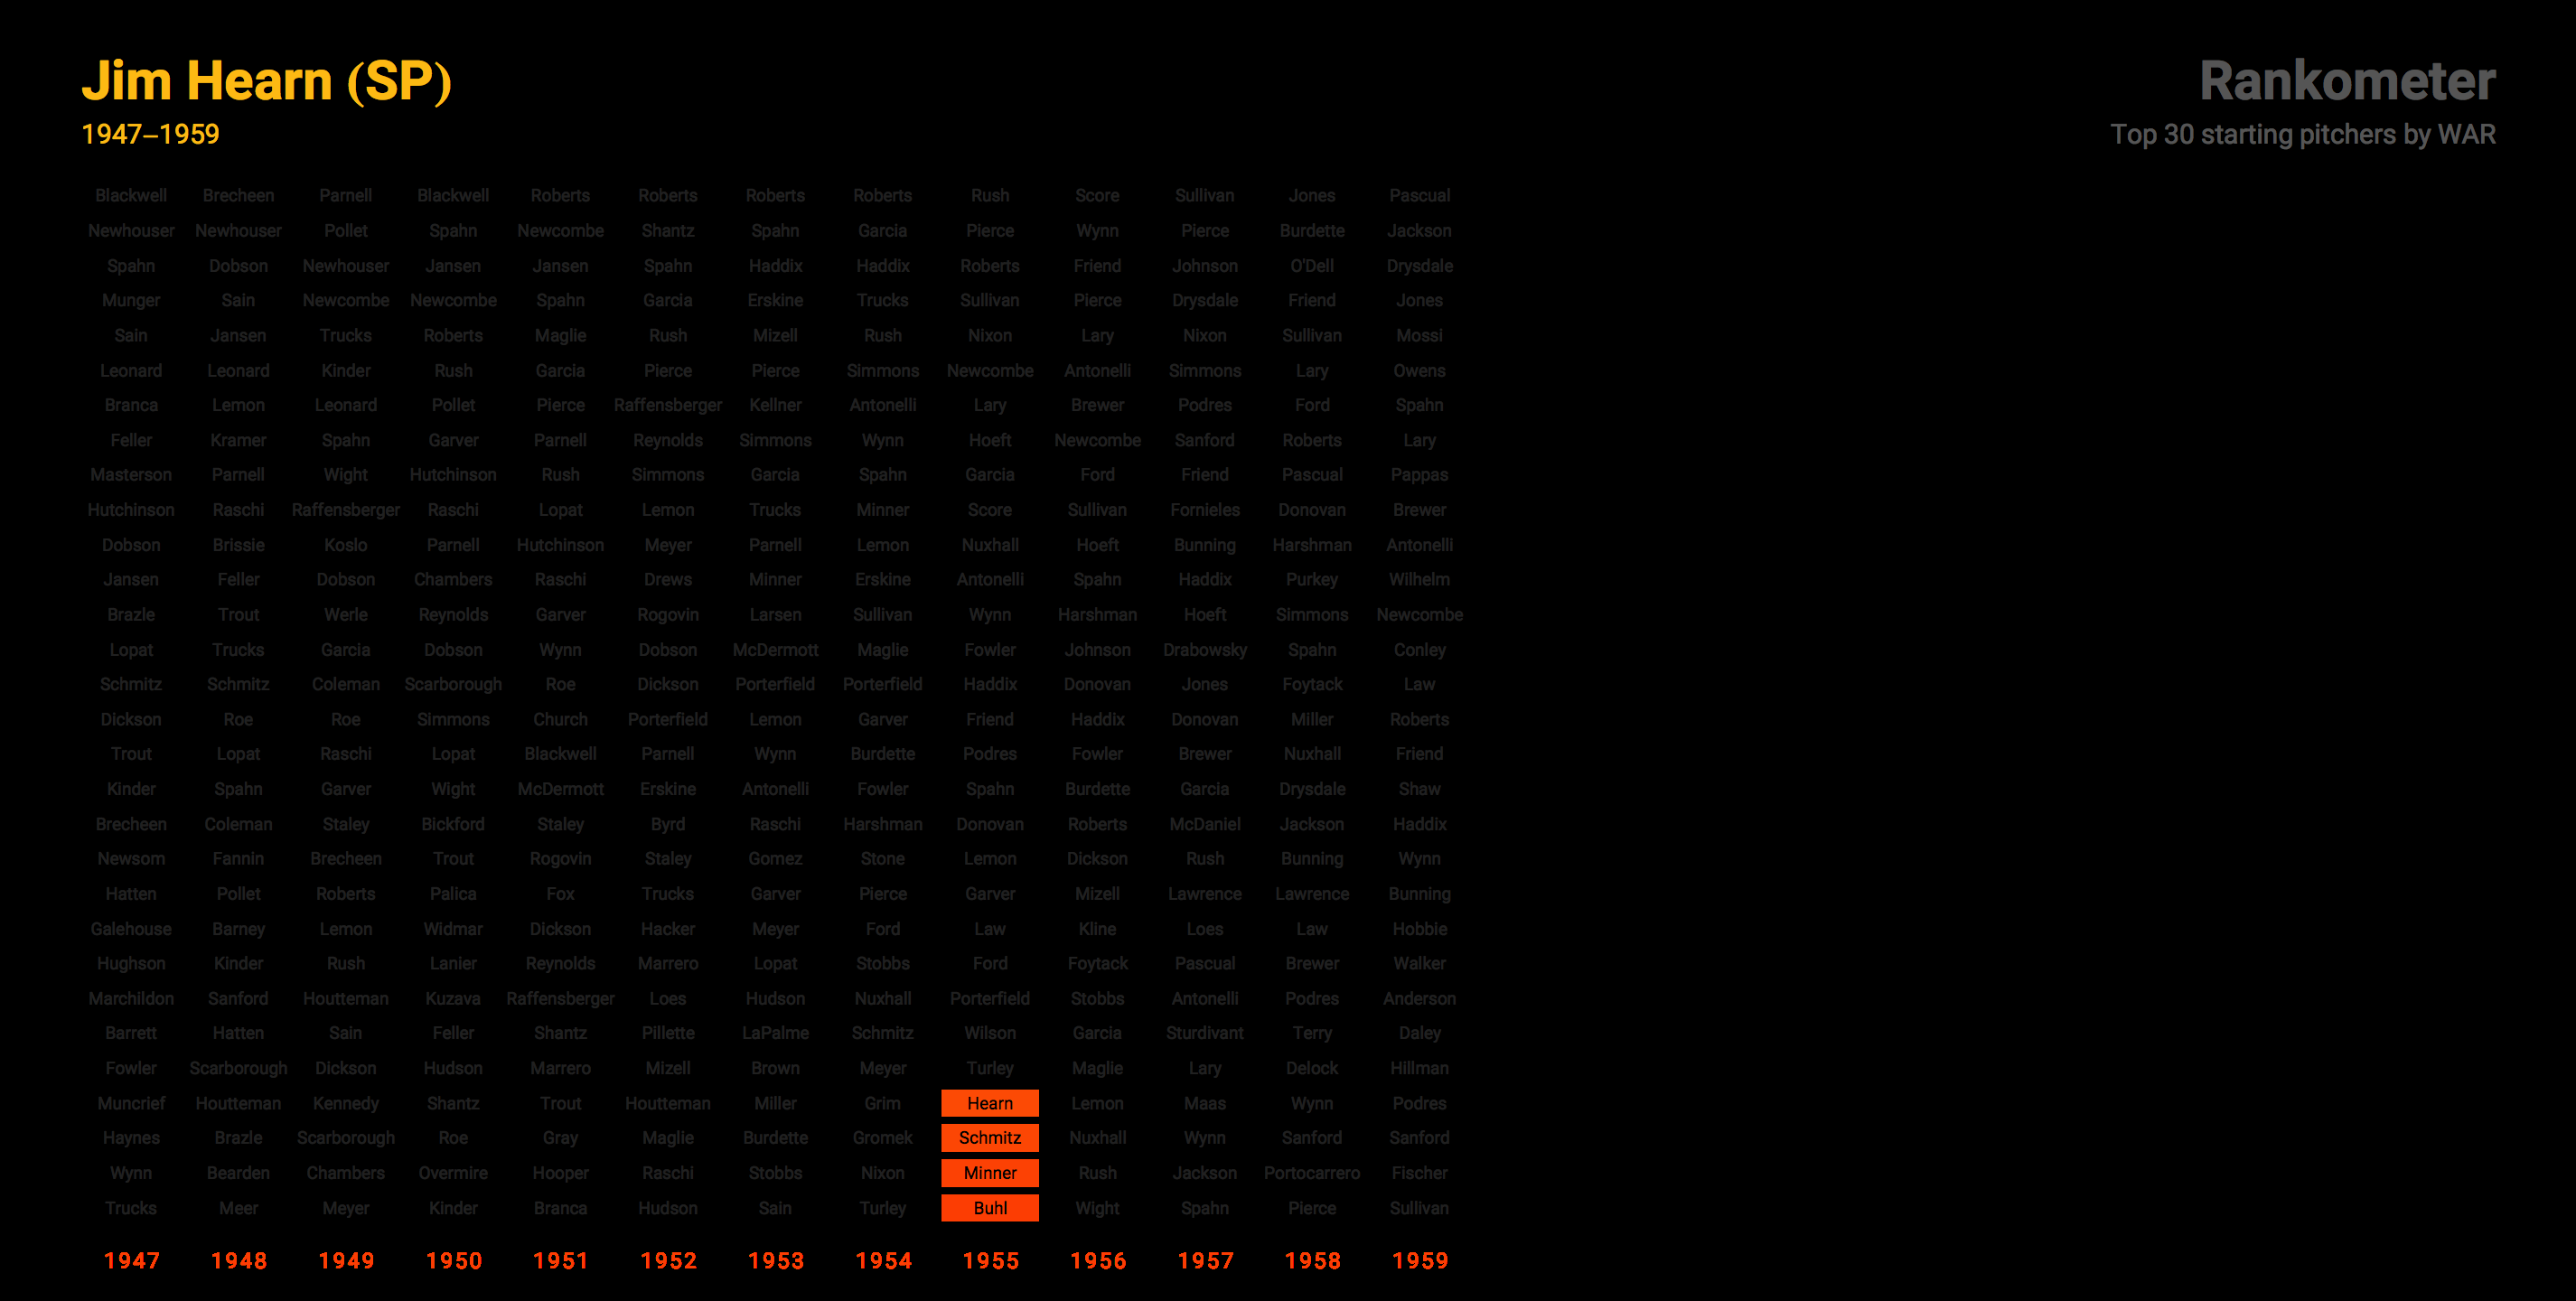 Jim Hearn (SP)
1947–1959
Rankometer
Top 30 starting pitchers by WAR
Blackwell Brecheen Parnell Blackwell Roberts Roberts Roberts Roberts Rush Score Sullivan Jones Pascual
Newhouser Newhouser Pollet Spahn Newcombe Shantz Spahn Garcia Pierce Wynn Pierce Burdette Jackson
Spahn Dobson Newhouser Jansen Jansen Spahn Haddix Haddix Roberts Friend Johnson O'Dell Drysdale
Munger Sain Newcombe Newcombe Spahn Garcia Erskine Trucks Sullivan Pierce Drysdale Friend Jones
Sain Jansen Trucks Roberts Maglie Rush Mizell Rush Nixon Lary Nixon Sullivan Mossi
Leonard Leonard Kinder Rush Garcia Pierce Pierce Simmons Newcombe Antonelli Simmons Lary Owens
Branca Lemon Leonard Pollet Pierce Raffensberger Kellner Antonelli Lary Brewer Podres Ford Spahn
Feller Kramer Spahn Garver Parnell Reynolds Simmons Wynn Hoeft Newcombe Sanford Roberts Lary
Masterson Parnell Wight Hutchinson Rush Simmons Garcia Spahn Garcia Ford Friend Pascual Pappas
Hutchinson Raschi Raffensberger Raschi Lopat Lemon Trucks Minner Score Sullivan Fornieles Donovan Brewer
Dobson Brissie Koslo Parnell Hutchinson Meyer Parnell Lemon Nuxhall Hoeft Bunning Harshman Antonelli
Jansen Feller Dobson Chambers Raschi Drews Minner Erskine Antonelli Spahn Haddix Purkey Wilhelm
Brazle Trout Werle Reynolds Garver Rogovin Larsen Sullivan Wynn Harshman Hoeft Simmons Newcombe
Lopat Trucks Garcia Dobson Wynn Dobson McDermott Maglie Fowler Johnson Drabowsky Spahn Conley
Schmitz Schmitz Coleman Scarborough Roe Dickson Porterfield Porterfield Haddix Donovan Jones Foytack Law
Dickson Roe Roe Simmons Church Porterfield Lemon Garver Friend Haddix Donovan Miller Roberts
Trout Lopat Raschi Lopat Blackwell Parnell Wynn Burdette Podres Fowler Brewer Nuxhall Friend
Kinder Spahn Garver Wight McDermott Erskine Antonelli Fowler Spahn Burdette Garcia Drysdale Shaw
Brecheen Coleman Staley Bickford Staley Byrd Raschi Harshman Donovan Roberts McDaniel Jackson Haddix
Newsom Fannin Brecheen Trout Rogovin Staley Gomez Stone Lemon Dickson Rush Bunning Wynn
Hatten Pollet Roberts Palica Fox Trucks Garver Pierce Garver Mizell Lawrence Lawrence Bunning
Galehouse Barney Lemon Widmar Dickson Hacker Meyer Ford Law Kline Loes Law Hobbie
Hughson Kinder Rush Lanier Reynolds Marrero Lopat Stobbs Ford Foytack Pascual Brewer Walker
Marchildon Sanford Houtteman Kuzava Raffensberger Loes Hudson Nuxhall Porterfield Stobbs Antonelli Podres Anderson
Barrett Hatten Sain Feller Shantz Pillette LaPalme Schmitz Wilson Garcia Sturdivant Terry Daley
Fowler Scarborough Dickson Hudson Marrero Mizell Brown Meyer Turley Maglie Lary Delock Hillman
Muncrief Houtteman Kennedy Shantz Trout Houtteman Miller Grim Hearn Lemon Maas Wynn Podres
Haynes Brazle Scarborough Roe Gray Maglie Burdette Gromek Schmitz Nuxhall Wynn Sanford Sanford
Wynn Bearden Chambers Overmire Hooper Raschi Stobbs Nixon Minner Rush Jackson Portocarrero Fischer
Trucks Meer Meyer Kinder Branca Hudson Sain Turley Buhl Wight Spahn Pierce Sullivan
1947 1948 1949 1950 1951 1952 1953 1954 1955 1956 1957 1958 1959